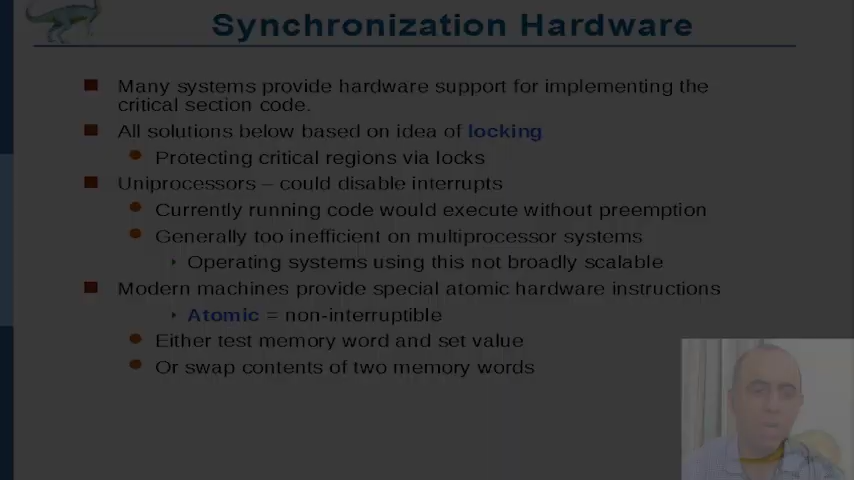 Synchronization Hardware
Many systems provide hardware support for implementing the
critical section code.
All solutions below based on idea of locking
Protecting critical regions via locks
Uniprocessors – could disable interrupts
Currently running code would execute without preemption
Generally too inefficient on multiprocessor systems
Operating systems using this not broadly scalable
Modern machines provide special atomic hardware instructions
Atomic = non-interruptible
Either test memory word and set value
Or swap contents of two memory words